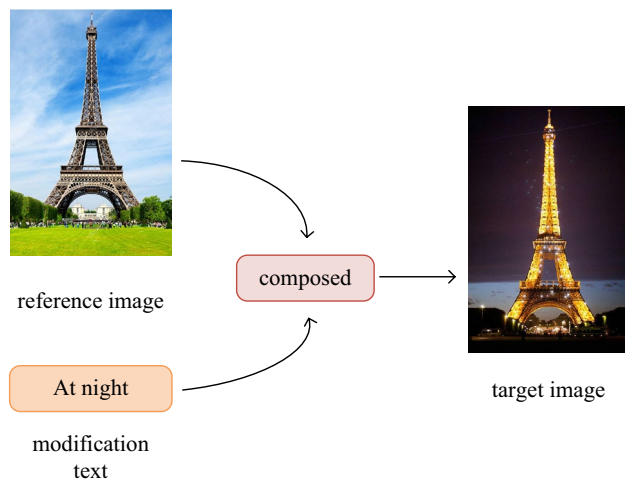 composed
reference image
At night
modification
text
target image